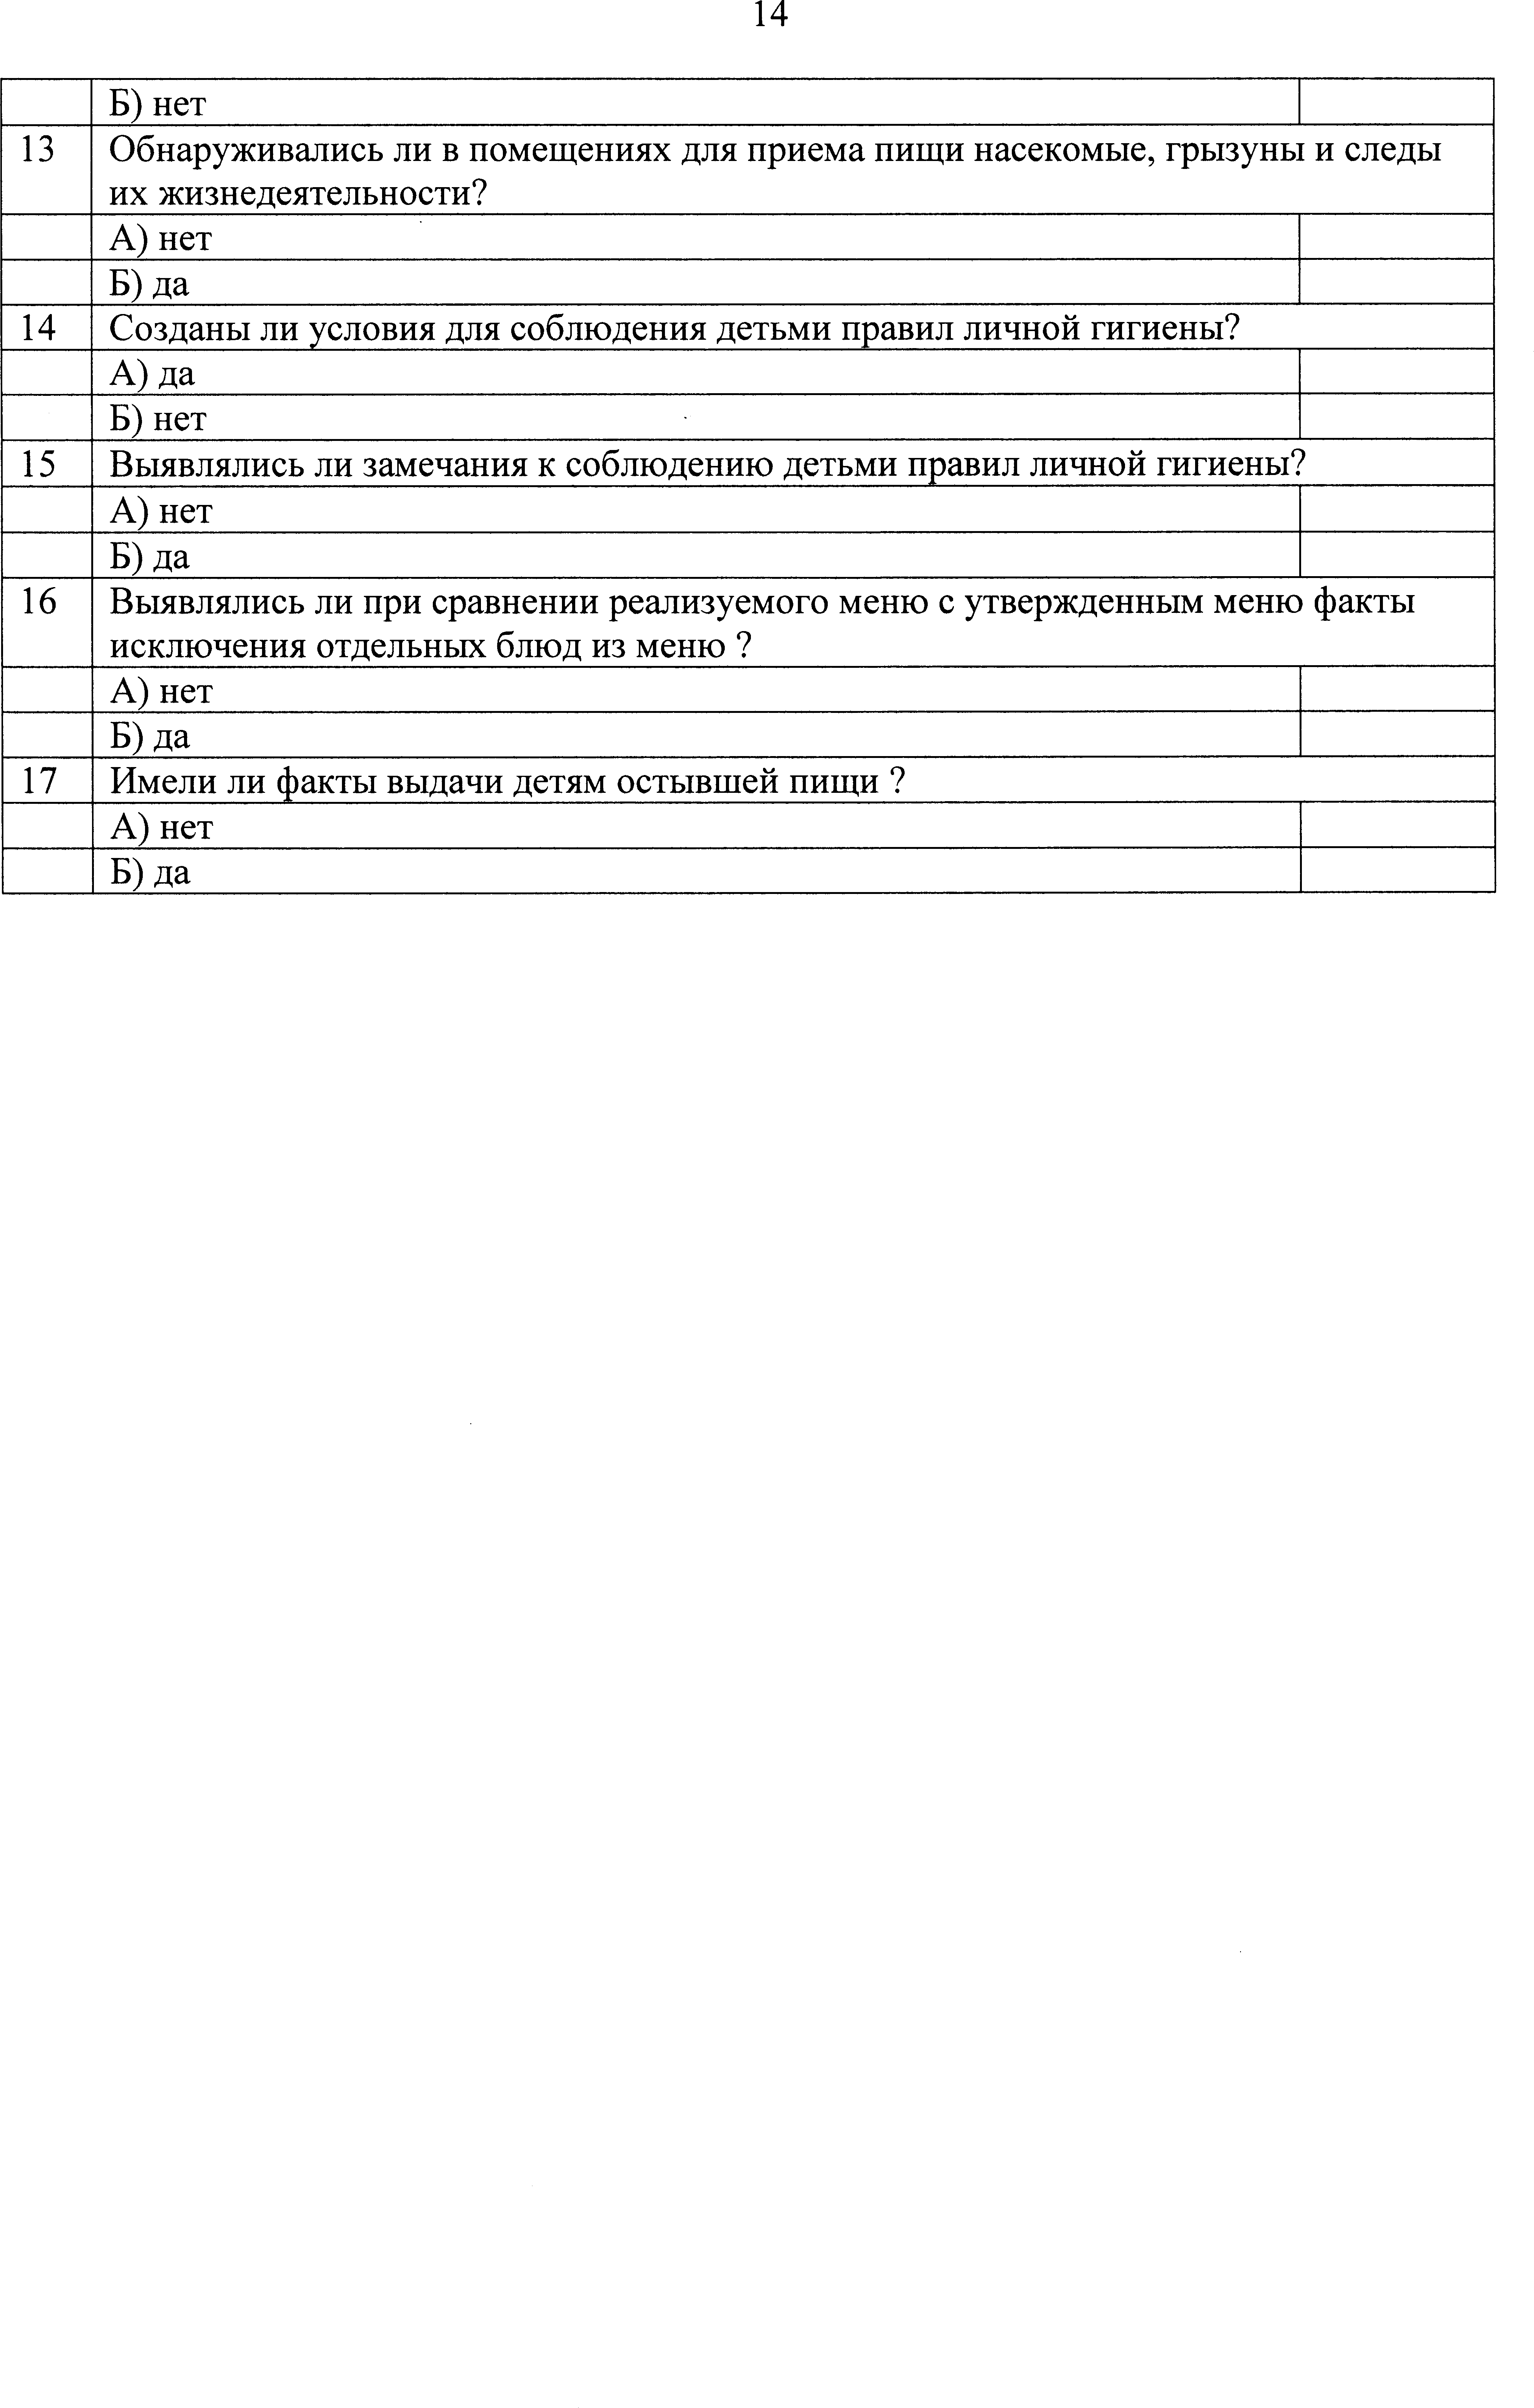 14
Б) нет
13 Обнаруживались ли в помещениях для приема пищи насекомые, грызуны и следы
их жизнедеятельности?
А) нет
Б) да
14 Созданы ли условия для соблюдения детьми правил личной гигиены?
А) да
Б) нет
15 Выявлялись ли замечания к соблюдению детьми правил личной гигиены?
А) нет
Б) да
16 Выявлялись ли при сравнении реализуемого меню с утвержденным меню факты
исключения отдельных блюд из меню ?
А) нет
Б) да
17 Имели ли факты выдачи детям остывшей пищи ?
А) нет
Б) да